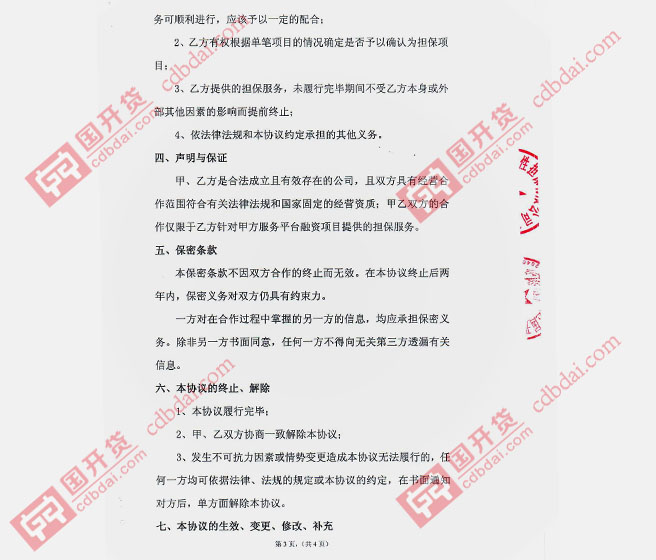 务可顺利进行，应该予以一定的配合；
2、乙方有权根据单笔项目的情况确定是否予以确认为担保项
目；
3、乙方提供的担保服务，未履行完毕期间不受乙方本身或外
部其他因素的影响而提前终止；
4、依法律法规和本协议约定承担的其他义务。
四、声明与保证
甲、乙方是合法成立且有效存在的公司，且双方具有经营合
作范围符合有关法律法规和国家固定的经营资质；甲乙双方的合
作仅限于乙方针对甲方服务平台融资项目提供的担保服务。
五、保密条款
本保密条款不因双方合作的终止而无效。在本协议终止后两
年内，保密义务对双方仍具有约束力。
一方对在合作过程中掌握的另一方的信息，均应承担保密义
务。除非另一方书面同意，任何一方不得向无关第三方透漏有关
信息。
六、本协议的终止、解除
1、本协议履行完毕；
2、甲、乙双方协商一致解除本协议；
3、发生不可抗力因素或情势变更造成本协议无法履行的，任
何一方均可依据法律、法规的规定或本协议的约定，在书面通知
对方后，单方面解除本协议。
七、本协议的生效、变更、修改、补充
第 3 页，（共 4 页）
国开贷
cdbdai.com
cdbdai.com
国开贷
cdbdai.com
cdbdai.com
国开贷
cdbdai.com
cdbdai.com
国开贷
cdbdai.com
cdbdai.com